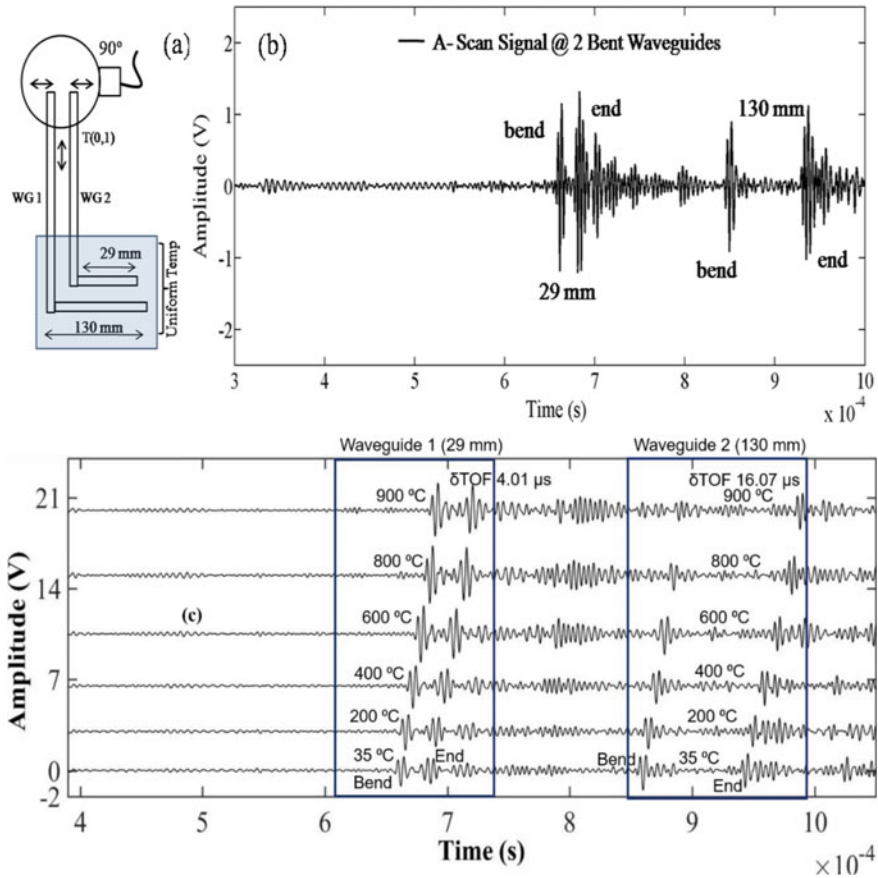 (a)
90º
T(0,1)
WG 1
WG 2
29 mm
130 mm
Uniform Temp
(b)
A- Scan Signal @ 2 Bent Waveguides
bend
end
29 mm
130 mm
bend
end
Amplitude (V)
2
1
0
-1
-2
3 4 5 6 7 8 9 10
Time (s)
x 10⁻⁴
Waveguide 1 (29 mm)
Waveguide 2 (130 mm)
δTOF 4.01 µs
δTOF 16.07 µs
900 ºC
900 ºC
800 ºC
800 ºC
(c)
600 ºC
600 ºC
400 ºC
400 ºC
200 ºC
200 ºC
35 ºC
End
Bend
Bend
35 ºC
End
Amplitude (V)
21
14
7
0
-2
4 5 6 7 8 9 10
Time (s)
×10⁻⁴